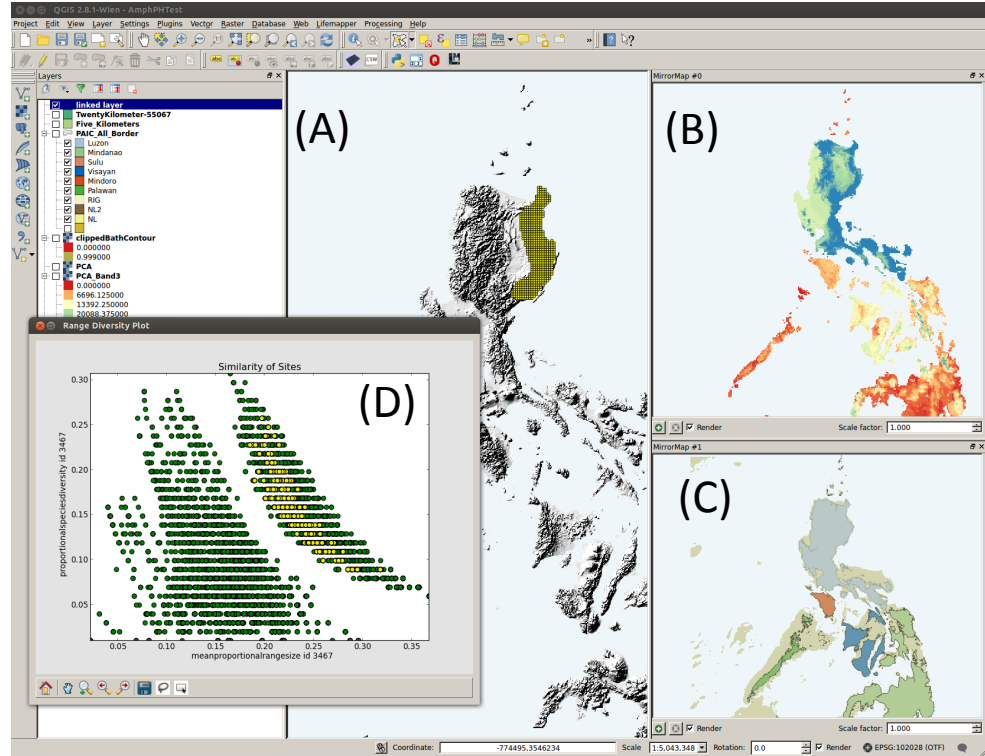 QGIS 2.8.1-Wien - AmphPHTest
Project Edit View Layer Settings Plugins Vector Raster Database Web Lifemapper Processing Help
Layers
linked layer
TwentyKilometer-55067
Five_Kilometers
PAIC_All_Border
Luzon
Mindanao
Sulu
Visayan
Mindoro
Palawan
RIG
NL2
NL
clippedBathContour
0.000000
0.999000
PCA
PCA_Band3
0.000000
6696.125000
13392.250000
20088.375000
(A)
MirrorMap #0
(B)
Render
Scale factor: 1.000
MirrorMap #1
(C)
Render
Scale factor: 1.000
Range Diversity Plot
Similarity of Sites
(D)
proportionalspeciesdiversity id 3467
0.30
0.25
0.20
0.15
0.10
0.05
0.05 0.10 0.15 0.20 0.25 0.30 0.35
meanproportionalrangesize id 3467
Coordinate: -774495.3546234 Scale 1:5,043,348 Rotation: 0.0 Render EPSG:102028 (OTF)